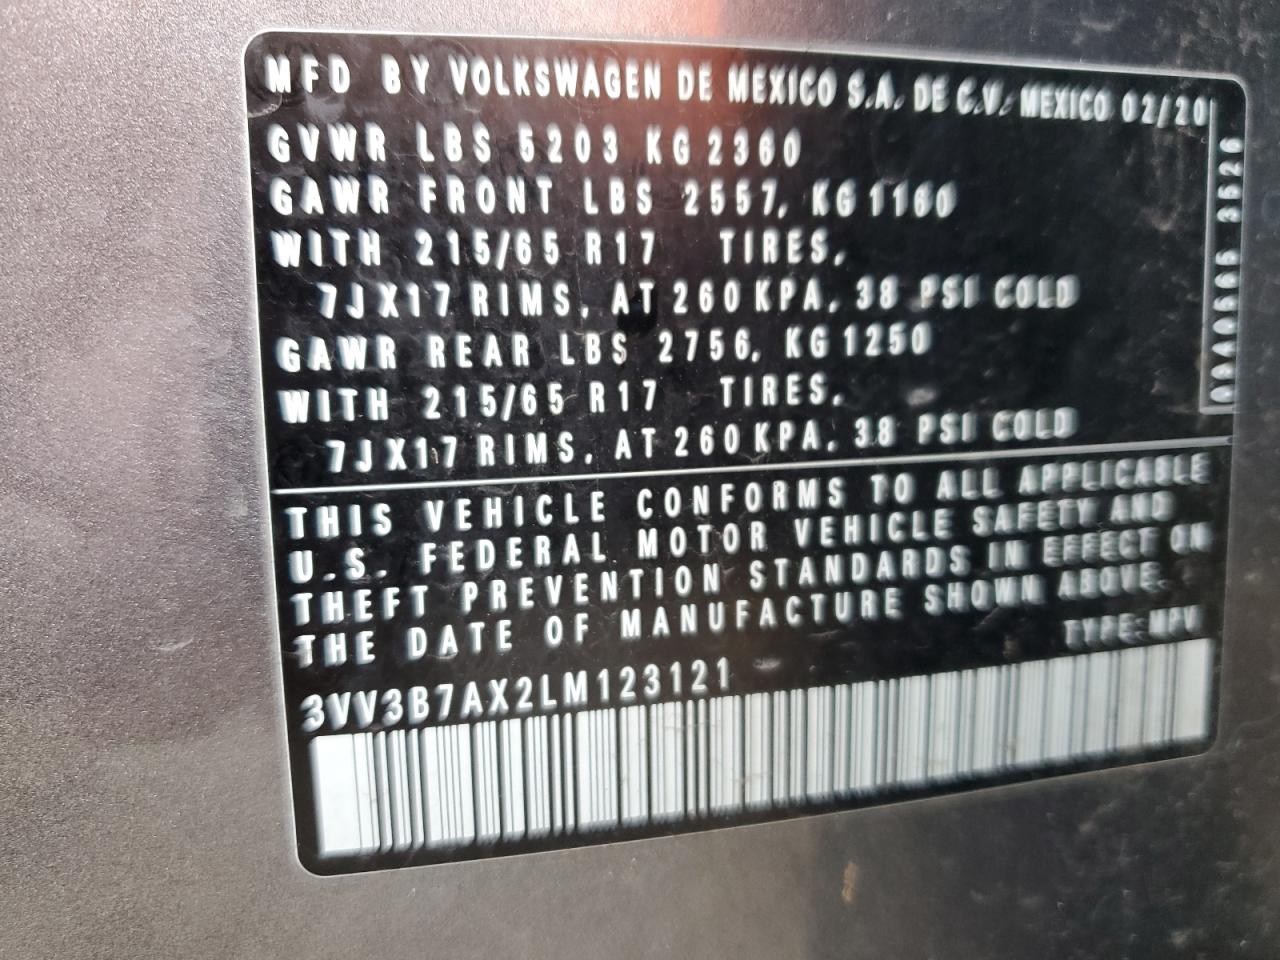 MFD BY VOLKSWAGEN DE MEXICO S.A. DE C.V. MEXICO 02/20
GVWR LBS 5203 KG 2360
GAWR FRONT LBS 2557, KG 1160
WITH 215/65 R17 TIRES,
7JX17 RIMS, AT 260 KPA, 38 PSI COLD
GAWR REAR LBS 2756, KG 1250
WITH 215/65 R17 TIRES,
7JX17 RIMS, AT 260 KPA, 38 PSI COLD
THIS VEHICLE CONFORMS TO ALL APPLICABLE
U.S. FEDERAL MOTOR VEHICLE SAFETY AND
THEFT PREVENTION STANDARDS IN EFFECT ON
THE DATE OF MANUFACTURE SHOWN ABOVE.
TYPE: MPV
3VV3B7AX2LM123121